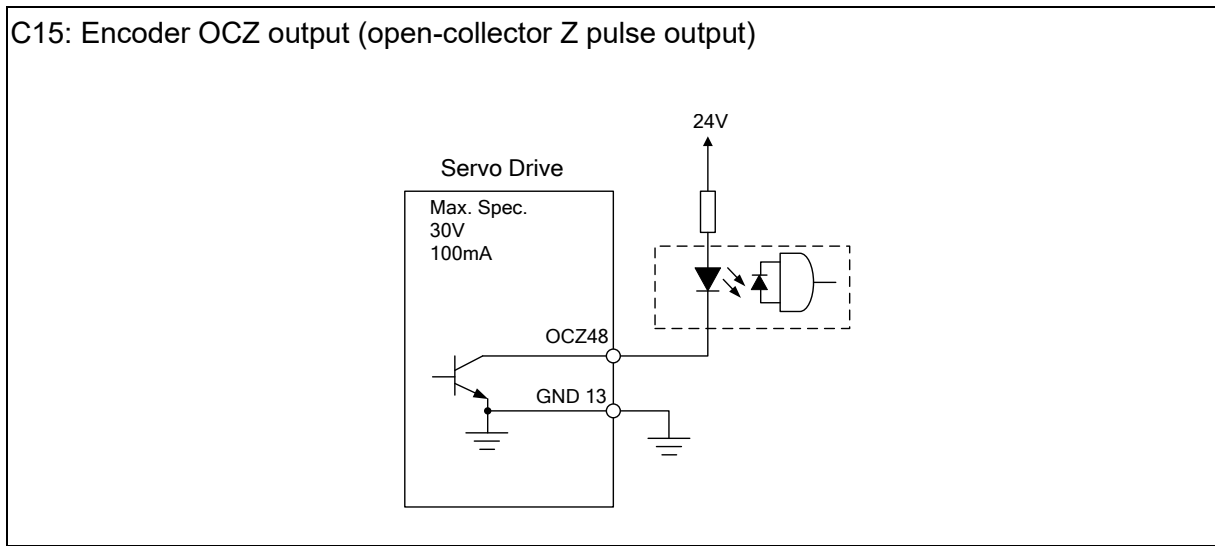 C15: Encoder OCZ output (open-collector Z pulse output)
24V
Servo Drive
Max. Spec.
30V
100mA
OCZ48
GND 13